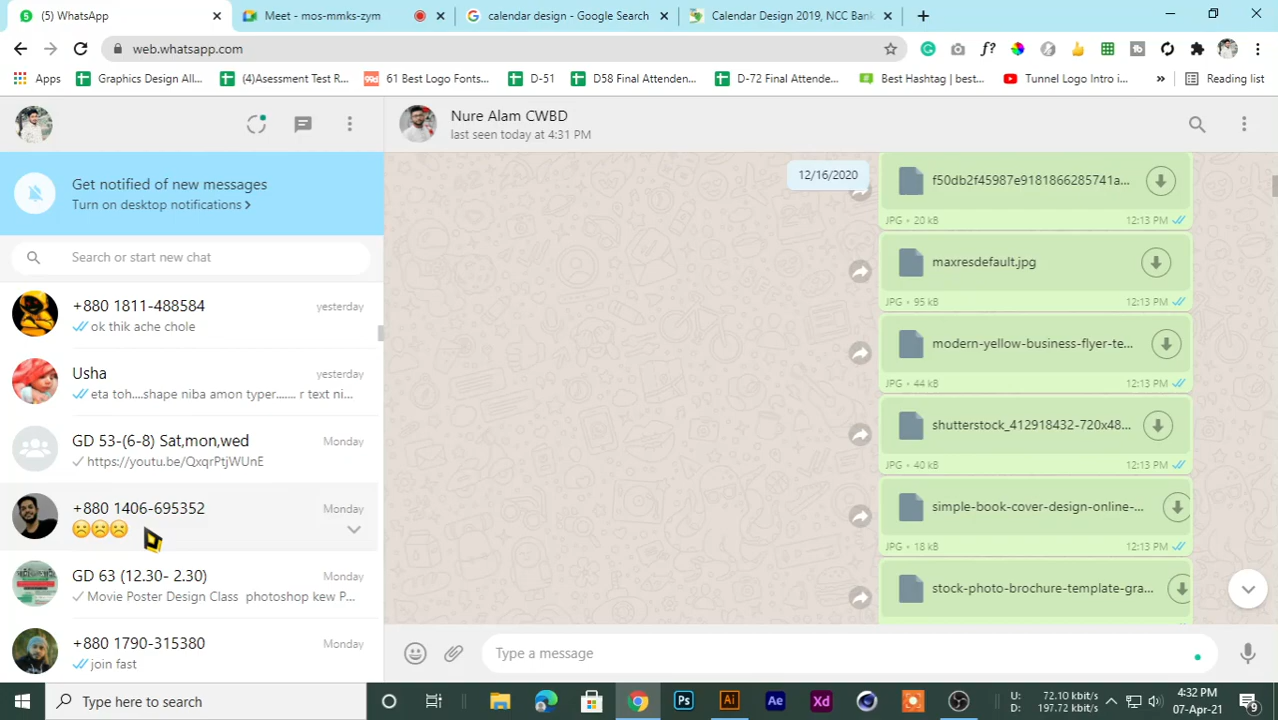 (5) WhatsApp
Meet - mos-mmks-zym
calendar design - Google Search
Calendar Design 2019, NCC Bank
web.whatsapp.com
Apps
Graphics Design All...
(4)Asessment Test R...
99d
61 Best Logo Fonts...
D-51
D58 Final Attenden...
D-72 Final Attende...
Best Hashtag | best...
Tunnel Logo Intro i...
»
Reading list
Nure Alam CWBD
last seen today at 4:31 PM
Get notified of new messages
Turn on desktop notifications >
Search or start new chat
+880 1811-488584
yesterday
ok thik ache chole
Usha
yesterday
eta toh....shape niba amon typer....... r text ni...
GD 53-(6-8) Sat,mon,wed
Monday
https://youtu.be/QxqrPtjWUnE
+880 1406-695352
Monday
☹️☹️☹️
GD 63 (12.30- 2.30)
Monday
Movie Poster Design Class photoshop kew P...
+880 1790-315380
Monday
join fast
12/16/2020
f50db2f45987e9181866285741a...
JPG • 20 kB
12:13 PM
maxresdefault.jpg
JPG • 95 kB
12:13 PM
modern-yellow-business-flyer-te...
JPG • 44 kB
12:13 PM
shutterstock_412918432-720x48...
JPG • 40 kB
12:13 PM
simple-book-cover-design-online-...
JPG • 18 kB
12:13 PM
stock-photo-brochure-template-gra...
Type a message
Type here to search
Ps
Ai
Ae
Xd
U: 72.10 kbit/s
D: 197.72 kbit/s
4:32 PM
07-Apr-21
9